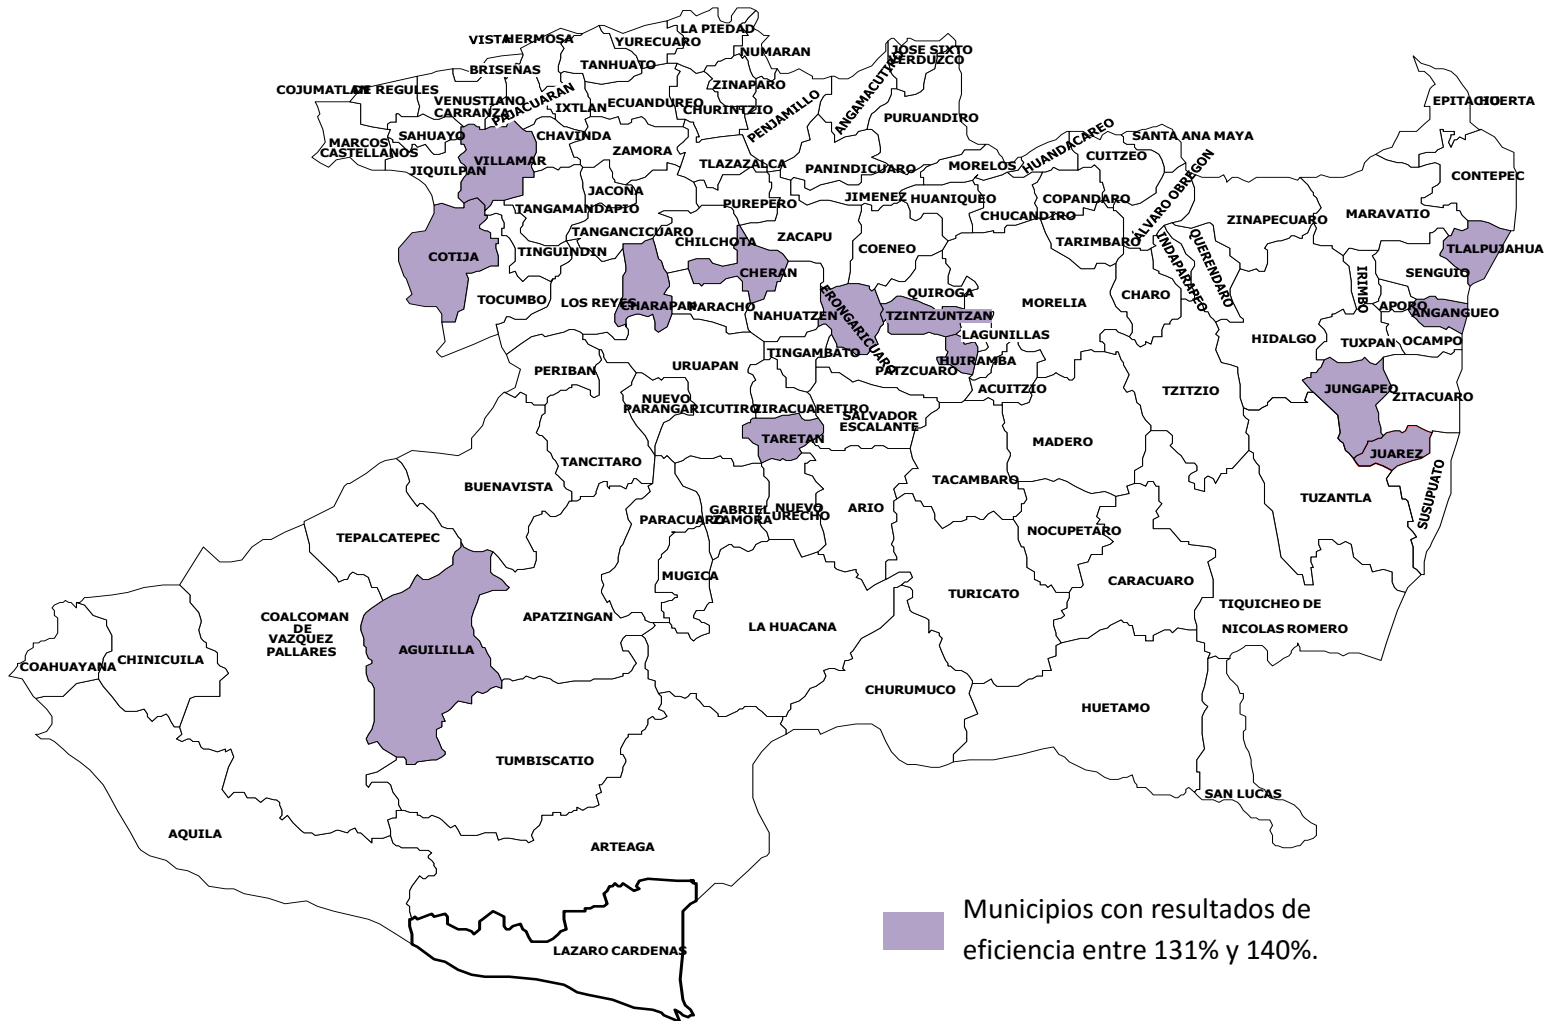 LA PIEDAD
VISTA HERMOSA
YURECUARO
NUMARAN
JOSE SIXTO
VERDUZCO
TANHUATO
BRISEÑAS
ZINAPARO
ANGAMACUTIRO
COJUMATLAN DE REGULES
VENUSTIANO
CARRANZA
PAJACUARAN
IXTLAN
ECUANDUREO
CHURINTZIO
PENJAMILLO
PURUANDIRO
EPITACIO HUERTA
MARCOS
CASTELLANOS
SAHUAYO
CHAVINDA
ZAMORA
HUANDACAREO
SANTA ANA MAYA
CUITZEO
JIQUILPAN
VILLAMAR
TLAZAZALCA
PANINDICUARO
MORELOS
CONTEPEC
JACONA
PUREPERO
JIMENEZ
HUANIQUEO
COPANDARO
ÁLVARO OBREGON
TANGAMANDAPIO
CHUCANDIRO
ZINAPECUARO
MARAVATIO
TANGANCICUARO
CHILCHOTA
ZACAPU
COENEO
TARIMBARO
INDAPARAPEO
QUERENDARO
TLALPUJAHUA
COTIJA
TINGUINDIN
CHERAN
SENGUIO
IRIMBO
TOCUMBO
LOS REYES
CHARAPAN
PARACHO
NAHUATZEN
ERONGARICUARO
QUIROGA
TZINTZUNTZAN
MORELIA
CHARO
APORO
ANGANGUEO
LAGUNILLAS
HIDALGO
TUXPAN
OCAMPO
TINGAMBATO
HUIRAMBA
PERIBAN
URUAPAN
PATZCUARO
ACUITZIO
TZITZIO
JUNGAPEO
ZITACUARO
NUEVO
PARANGARICUTIRO
ZIRACUARETIRO
SALVADOR
ESCALANTE
TARETAN
MADERO
JUAREZ
TANCITARO
BUENAVISTA
TACAMBARO
TUZANTLA
SUSUPUATO
PARACUARO
GABRIEL
ZAMORA
NUEVO
URECHO
ARIO
TEPALCATEPEC
NOCUPETARO
MUGICA
CARACUARO
TURICATO
COALCOMAN
DE
VAZQUEZ
PALLARES
APATZINGAN
LA HUACANA
TIQUICHEO DE
NICOLAS ROMERO
COAHUAYANA
CHINICUILA
AGUILILLA
CHURUMUCO
HUETAMO
TUMBISCATIO
SAN LUCAS
AQUILA
ARTEAGA
LAZARO CARDENAS
Municipios con resultados de
eficiencia entre 131% y 140%.